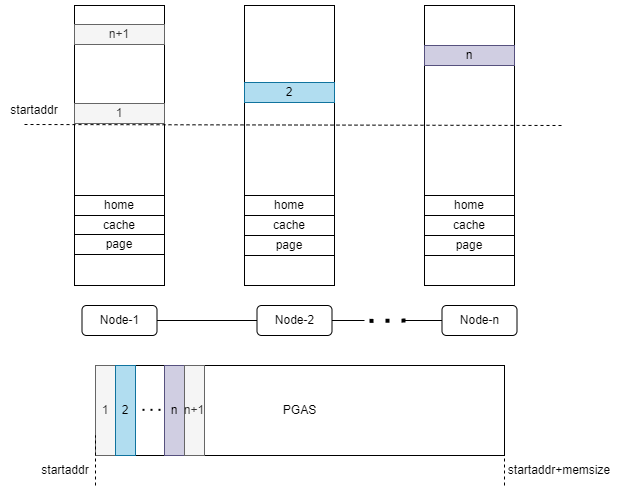 n+1
n
2
startaddr
1
home
home
home
cache
cache
cache
page
page
page
Node-1
Node-2
...
Node-n
1
2
...
n
n+1
PGAS
startaddr
startaddr+memsize